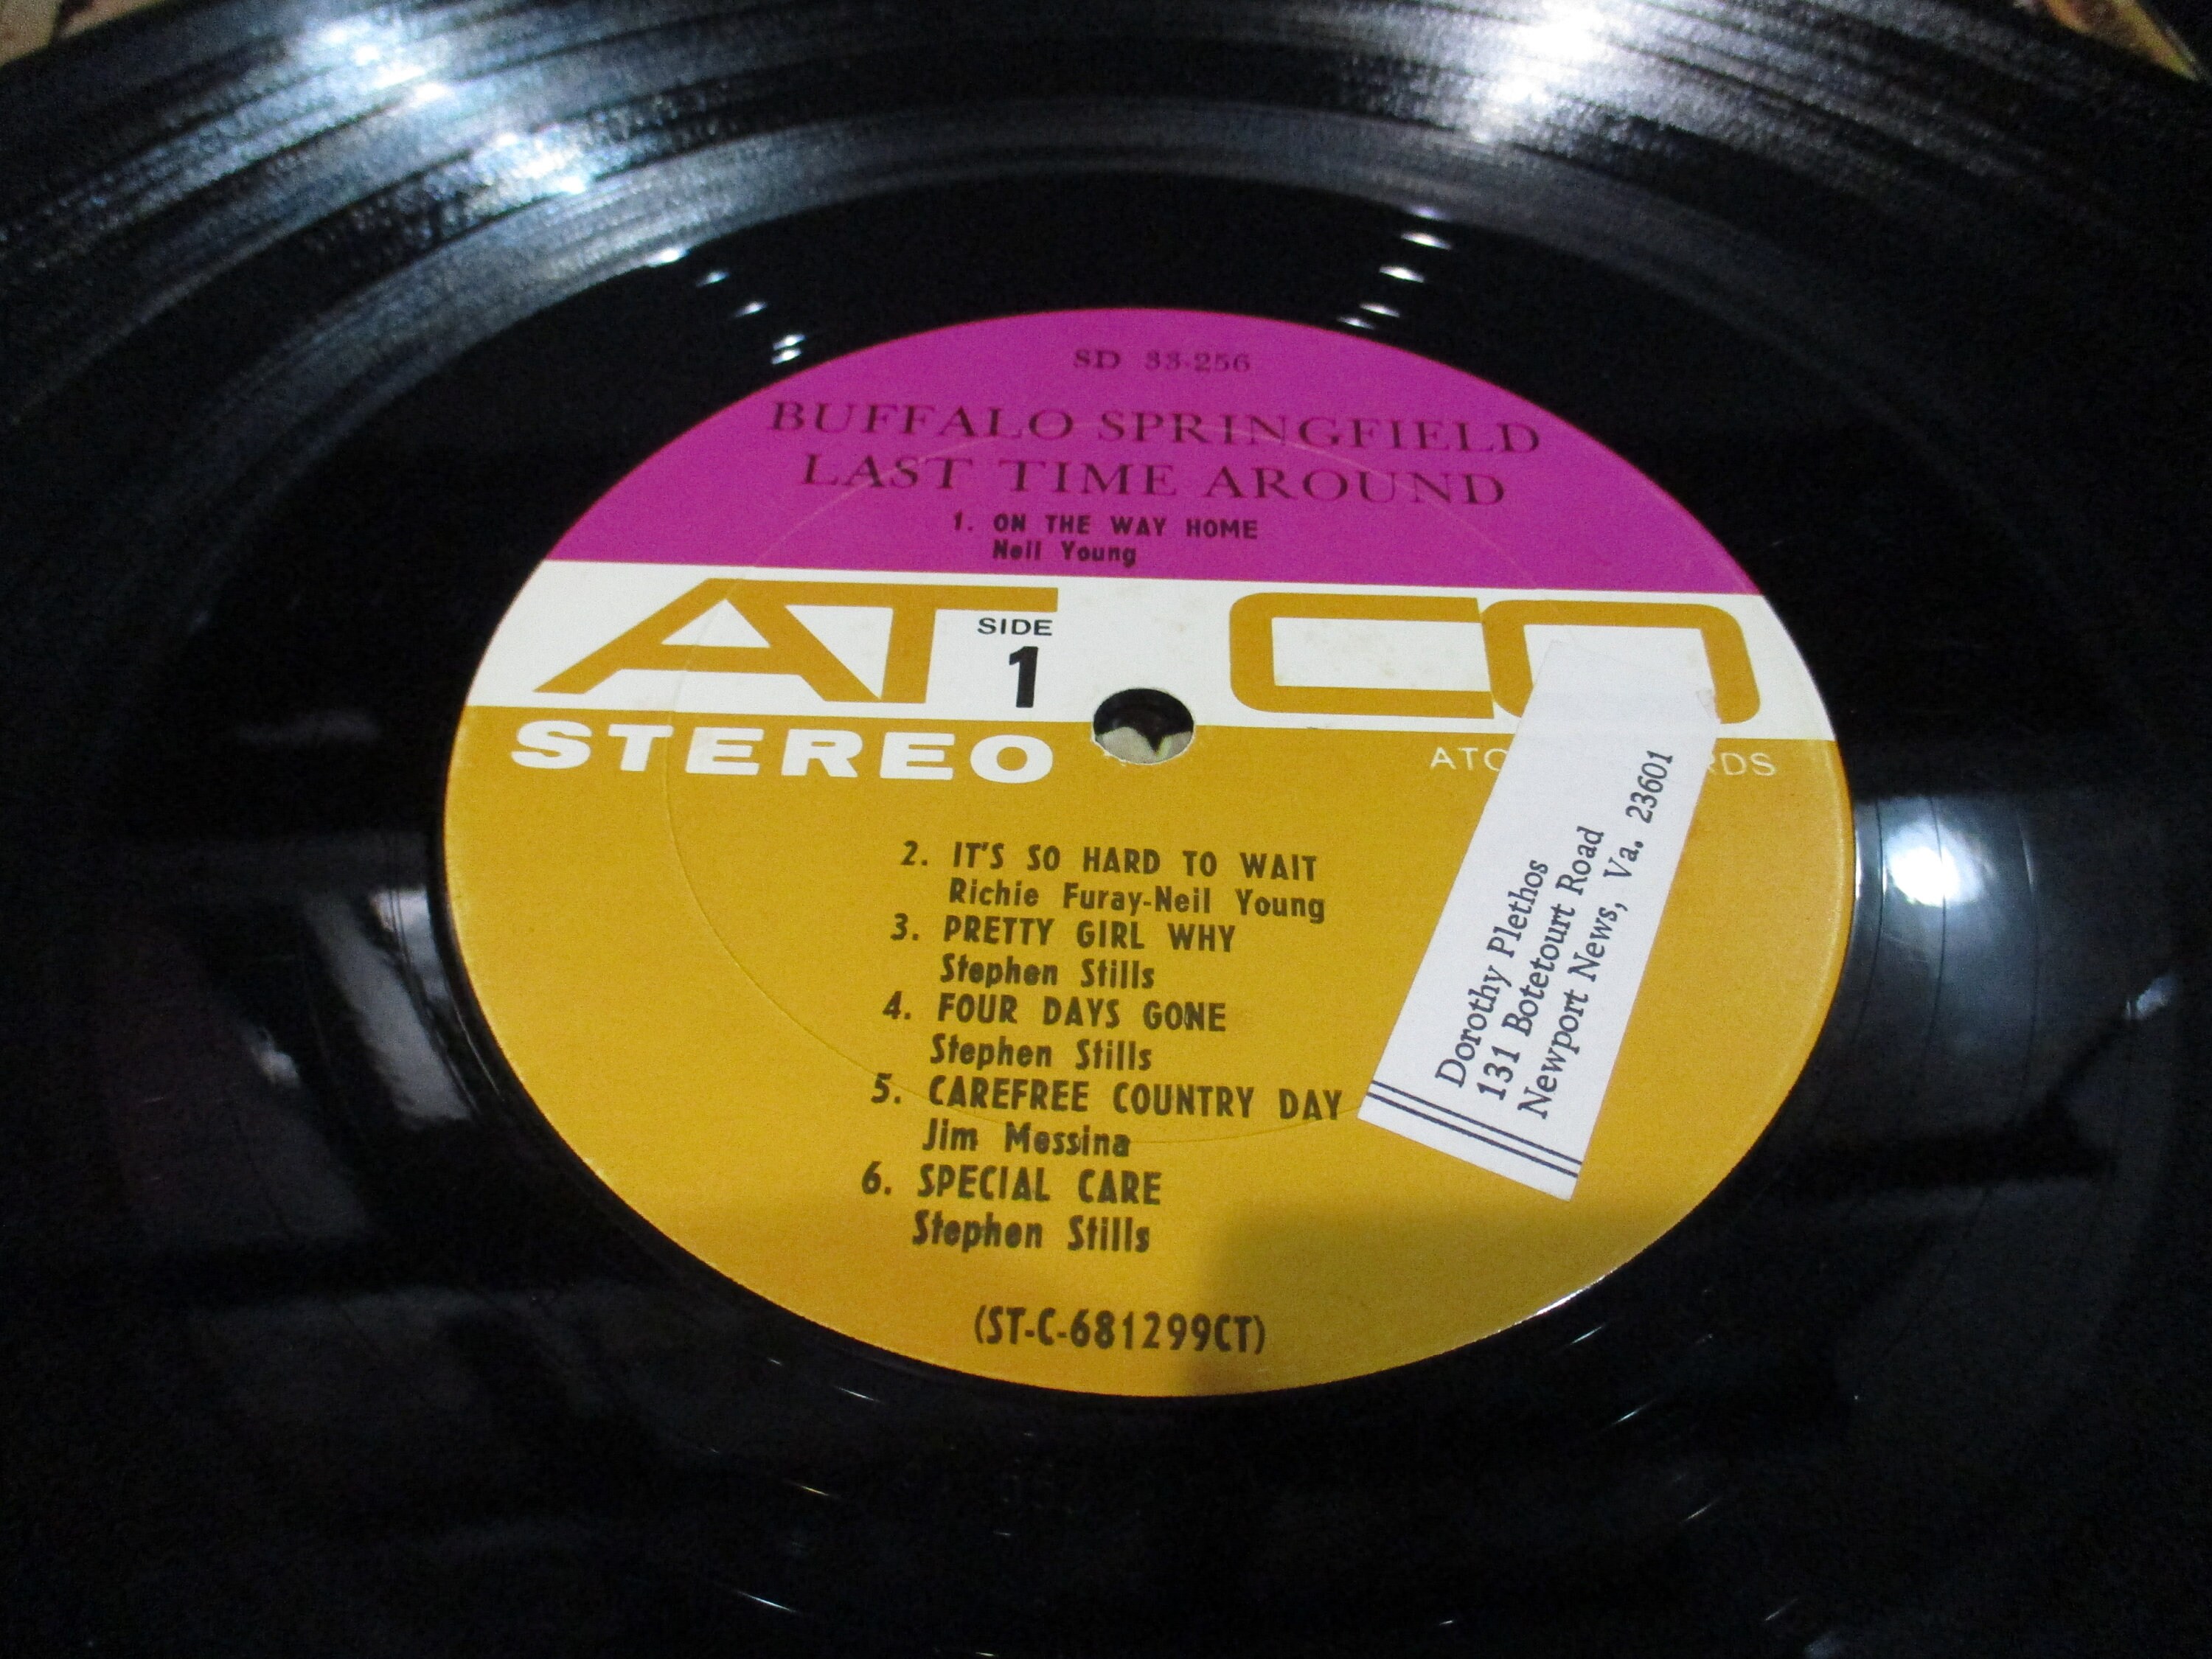 SD 33-256
BUFFALO SPRINGFIELD
LAST TIME AROUND
1. ON THE WAY HOME
Neil Young
ATCO
SIDE
1
STEREO
2. IT'S SO HARD TO WAIT
Richie Furay-Neil Young
3. PRETTY GIRL WHY
Stephen Stills
4. FOUR DAYS GONE
Stephen Stills
5. CAREFREE COUNTRY DAY
Jim Messina
6. SPECIAL CARE
Stephen Stills
(ST-C-681299CT)
Dorothy Plethos
131 Botetourt Road
Newport News, Va. 23601